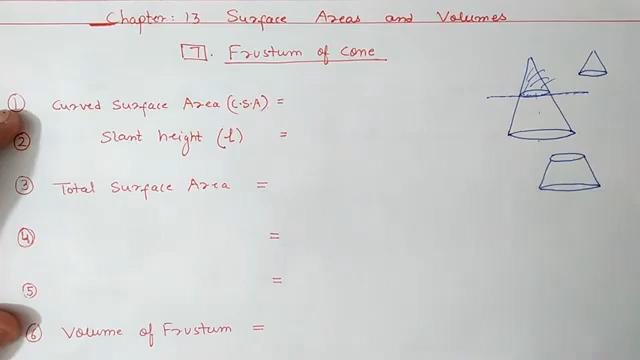 Chapter: 13 Surface Areas and Volumes
7. Frustum of Cone
1 Curved Surface Area (C.S.A) =
2 Slant height (l) =
3 Total Surface Area =
4 =
5 =
6 Volume of Frustum =